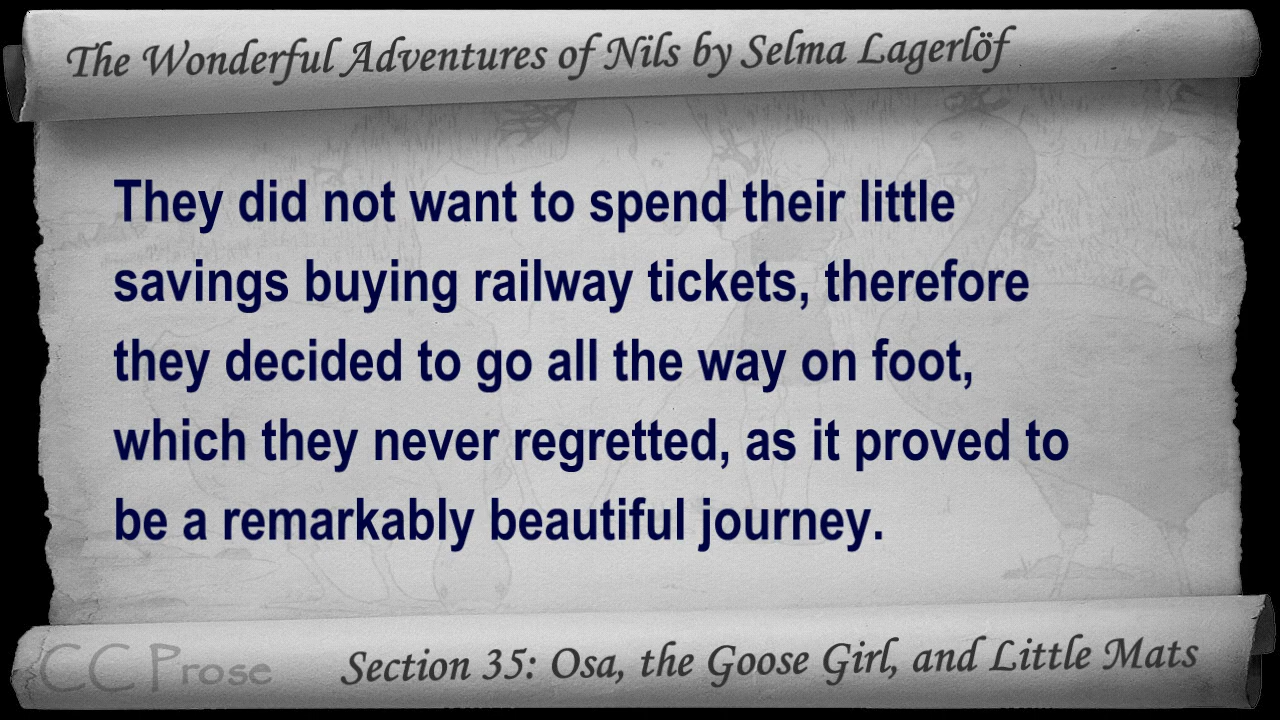 The Wonderful Adventures of Nils by Selma Lagerlöf
They did not want to spend their little
savings buying railway tickets, therefore
they decided to go all the way on foot,
which they never regretted, as it proved to
be a remarkably beautiful journey.
CC Prose
Section 35: Osa, the Goose Girl, and Little Mats